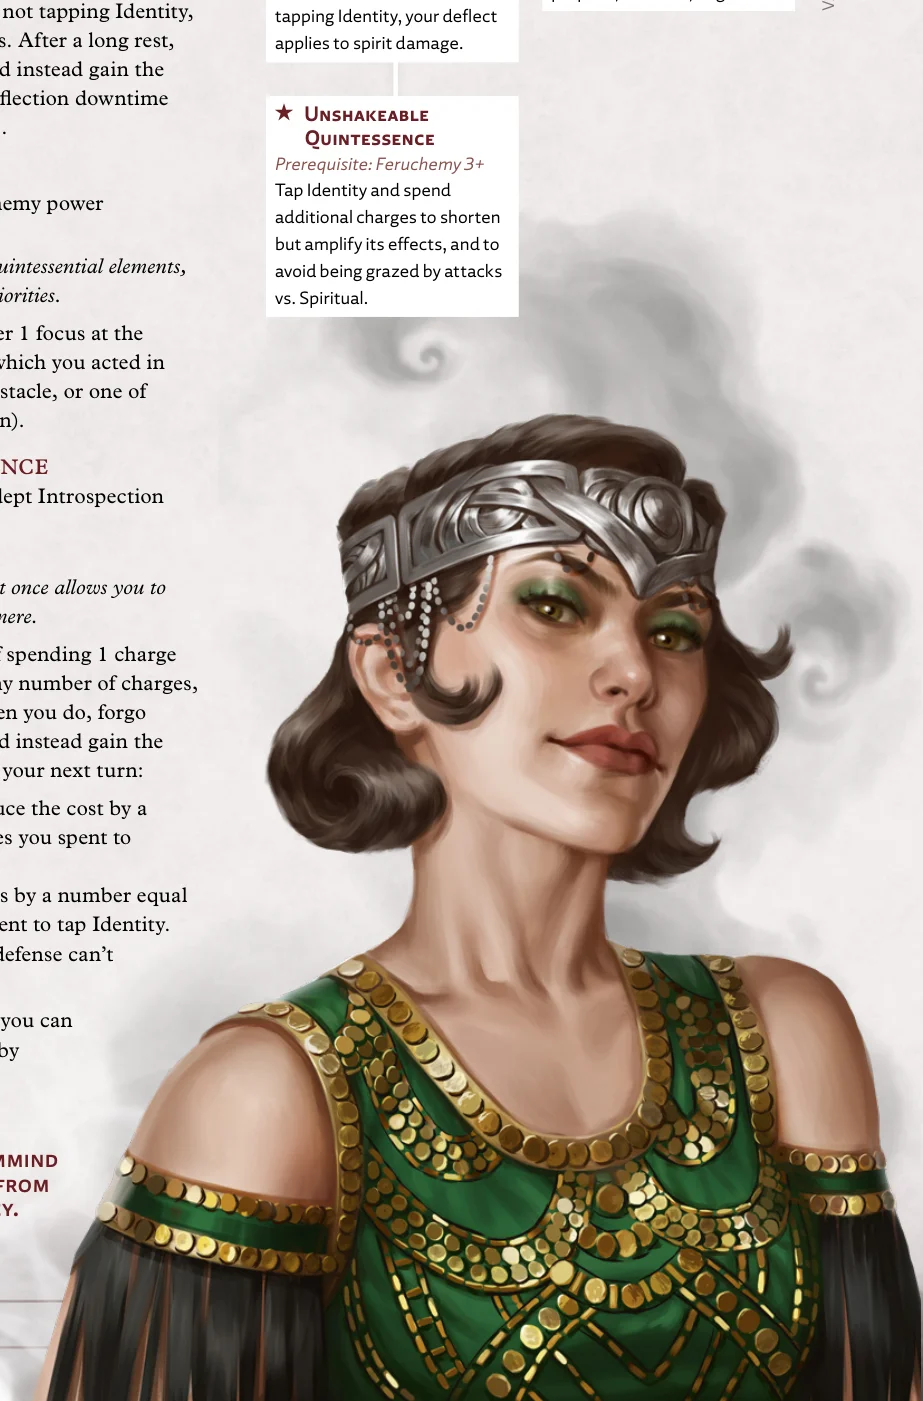 not tapping Identity,
s. After a long rest,
d instead gain the
flection downtime
.
emy power
uintessential elements,
iorities.
er 1 focus at the
which you acted in
stacle, or one of
n).
NCE
lept Introspection
t once allows you to
here.
f spending 1 charge
ny number of charges,
en you do, forgo
d instead gain the
your next turn:
uce the cost by a
es you spent to
s by a number equal
ent to tap Identity.
defense can't
you can
by
MMIND
FROM
EY.
tapping Identity, your deflect
applies to spirit damage.
★ UNSHAKEABLE
QUINTESSENCE
Prerequisite: Feruchemy 3+
Tap Identity and spend
additional charges to shorten
but amplify its effects, and to
avoid being grazed by attacks
vs. Spiritual.